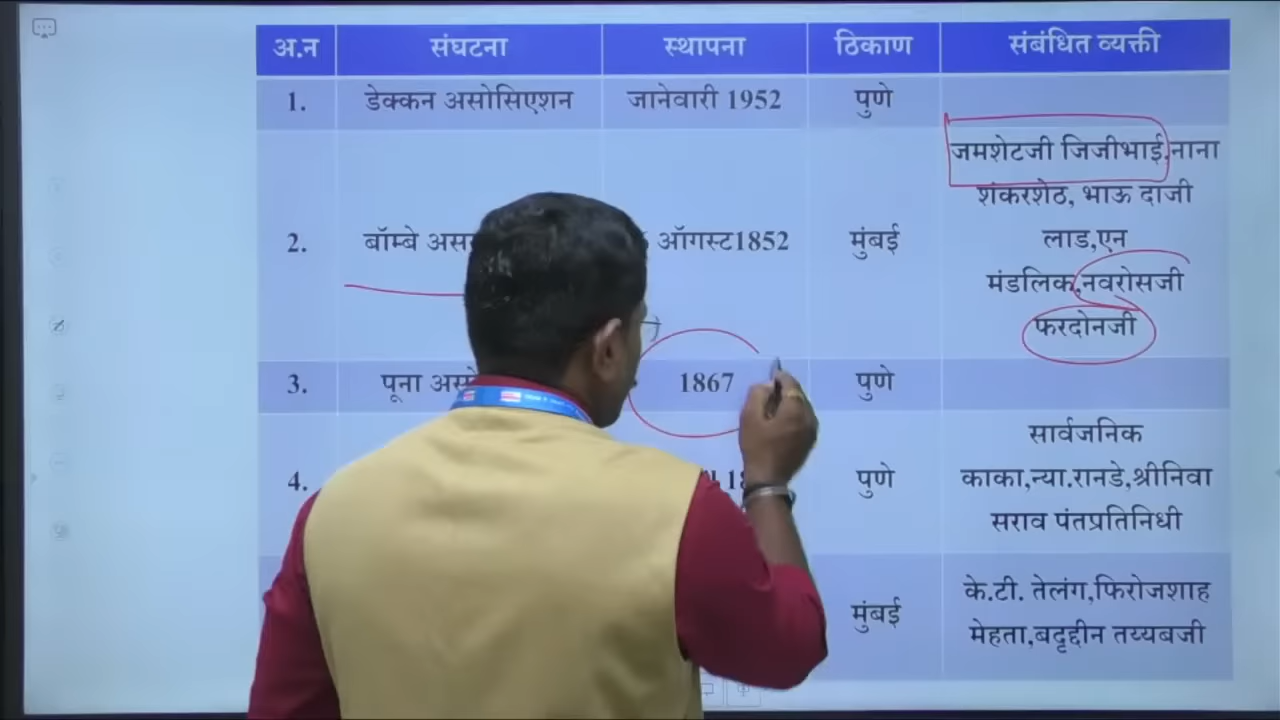 अ.न संघटना स्थापना ठिकाण संबंधित व्यक्ती
1. डेक्कन असोसिएशन जानेवारी 1952 पुणे
जमशेटजी जिजीभाई,नाना
शंकरशेठ, भाऊ दाजी
2. बॉम्बे ऑगस्ट1852 मुंबई लाड,एन
मंडलिक,नवरोसजी
फरदोनजी
3. पूना 1867 पुणे
सार्वजनिक
4. पुणे काका,न्या.रानडे,श्रीनिवा
सराव पंतप्रतिनिधी
के.टी. तेलंग,फिरोजशाह
मुंबई मेहता,बद्रुद्दीन तय्यबजी